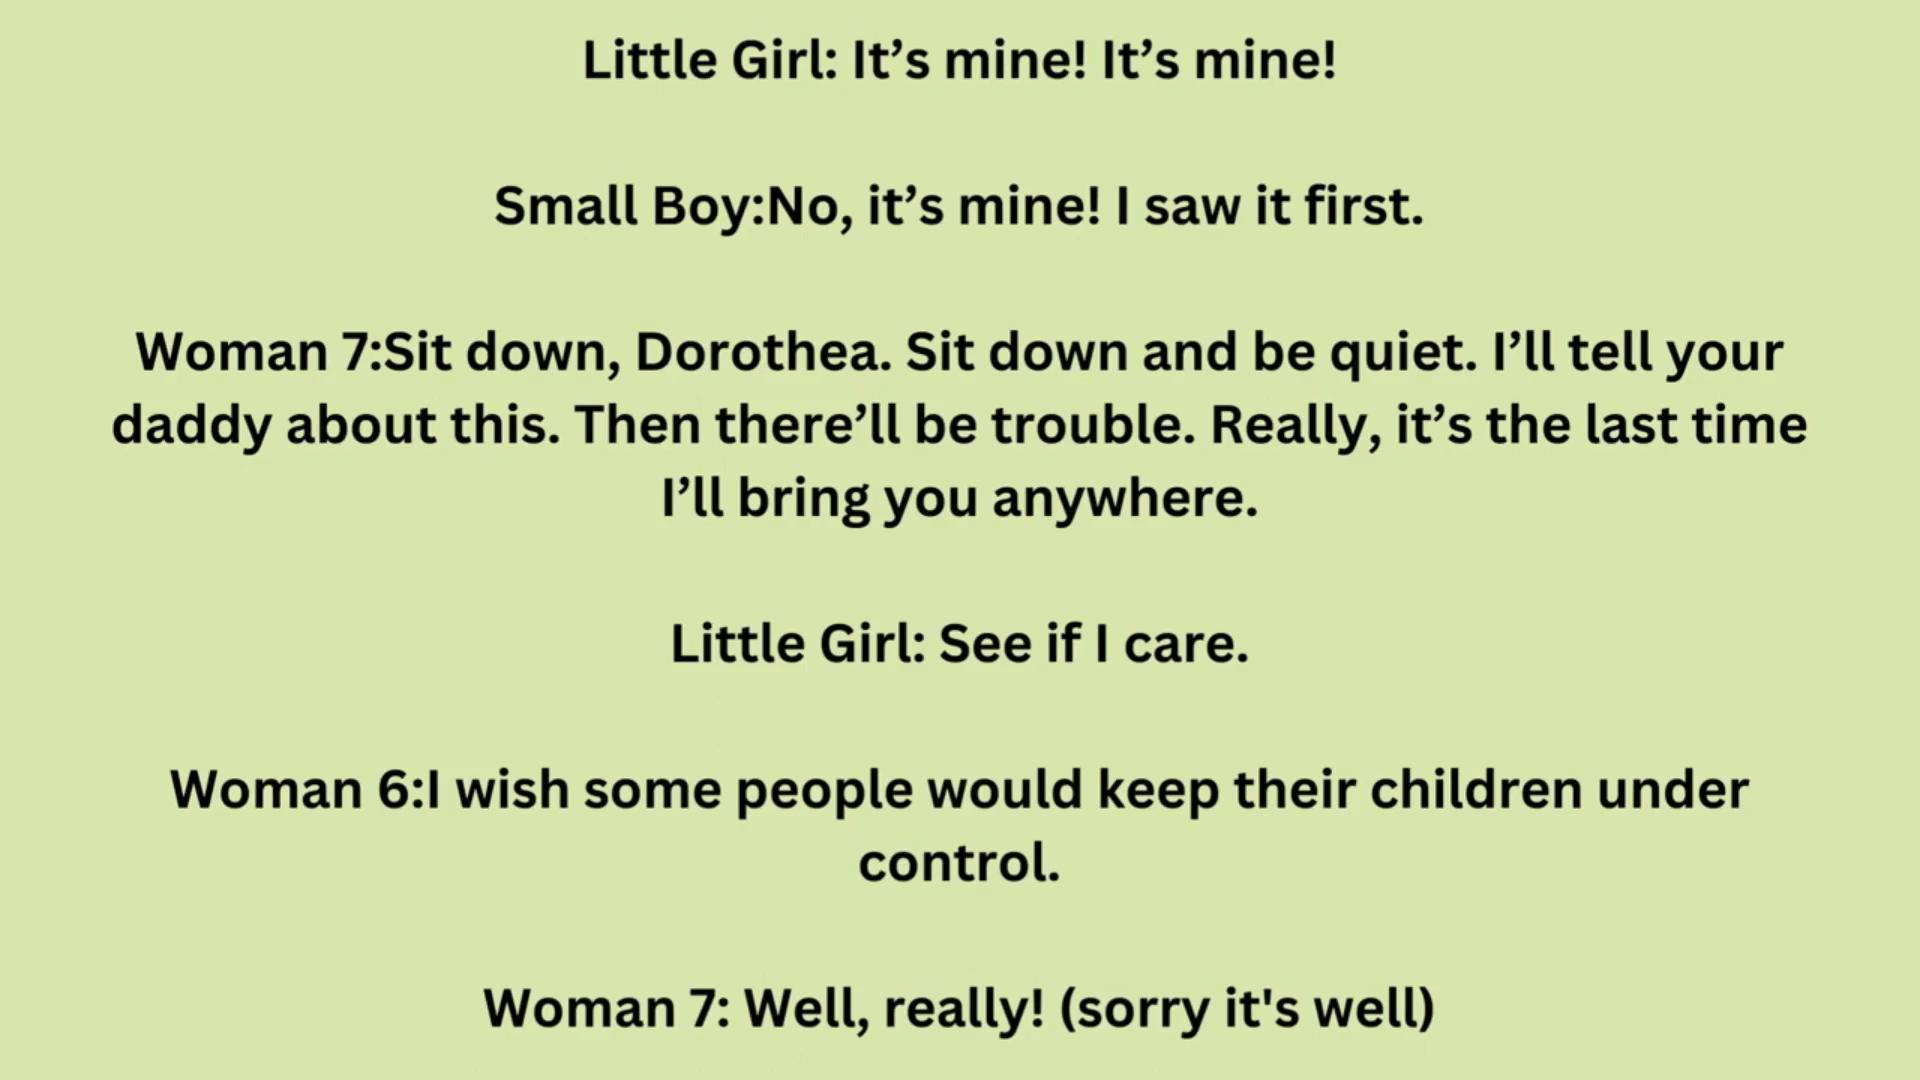 Little Girl: It’s mine! It’s mine!
Small Boy:No, it’s mine! I saw it first.
Woman 7:Sit down, Dorothea. Sit down and be quiet. I’ll tell your
daddy about this. Then there’ll be trouble. Really, it’s the last time
I’ll bring you anywhere.
Little Girl: See if I care.
Woman 6:I wish some people would keep their children under
control.
Woman 7: Well, really! (sorry it's well)